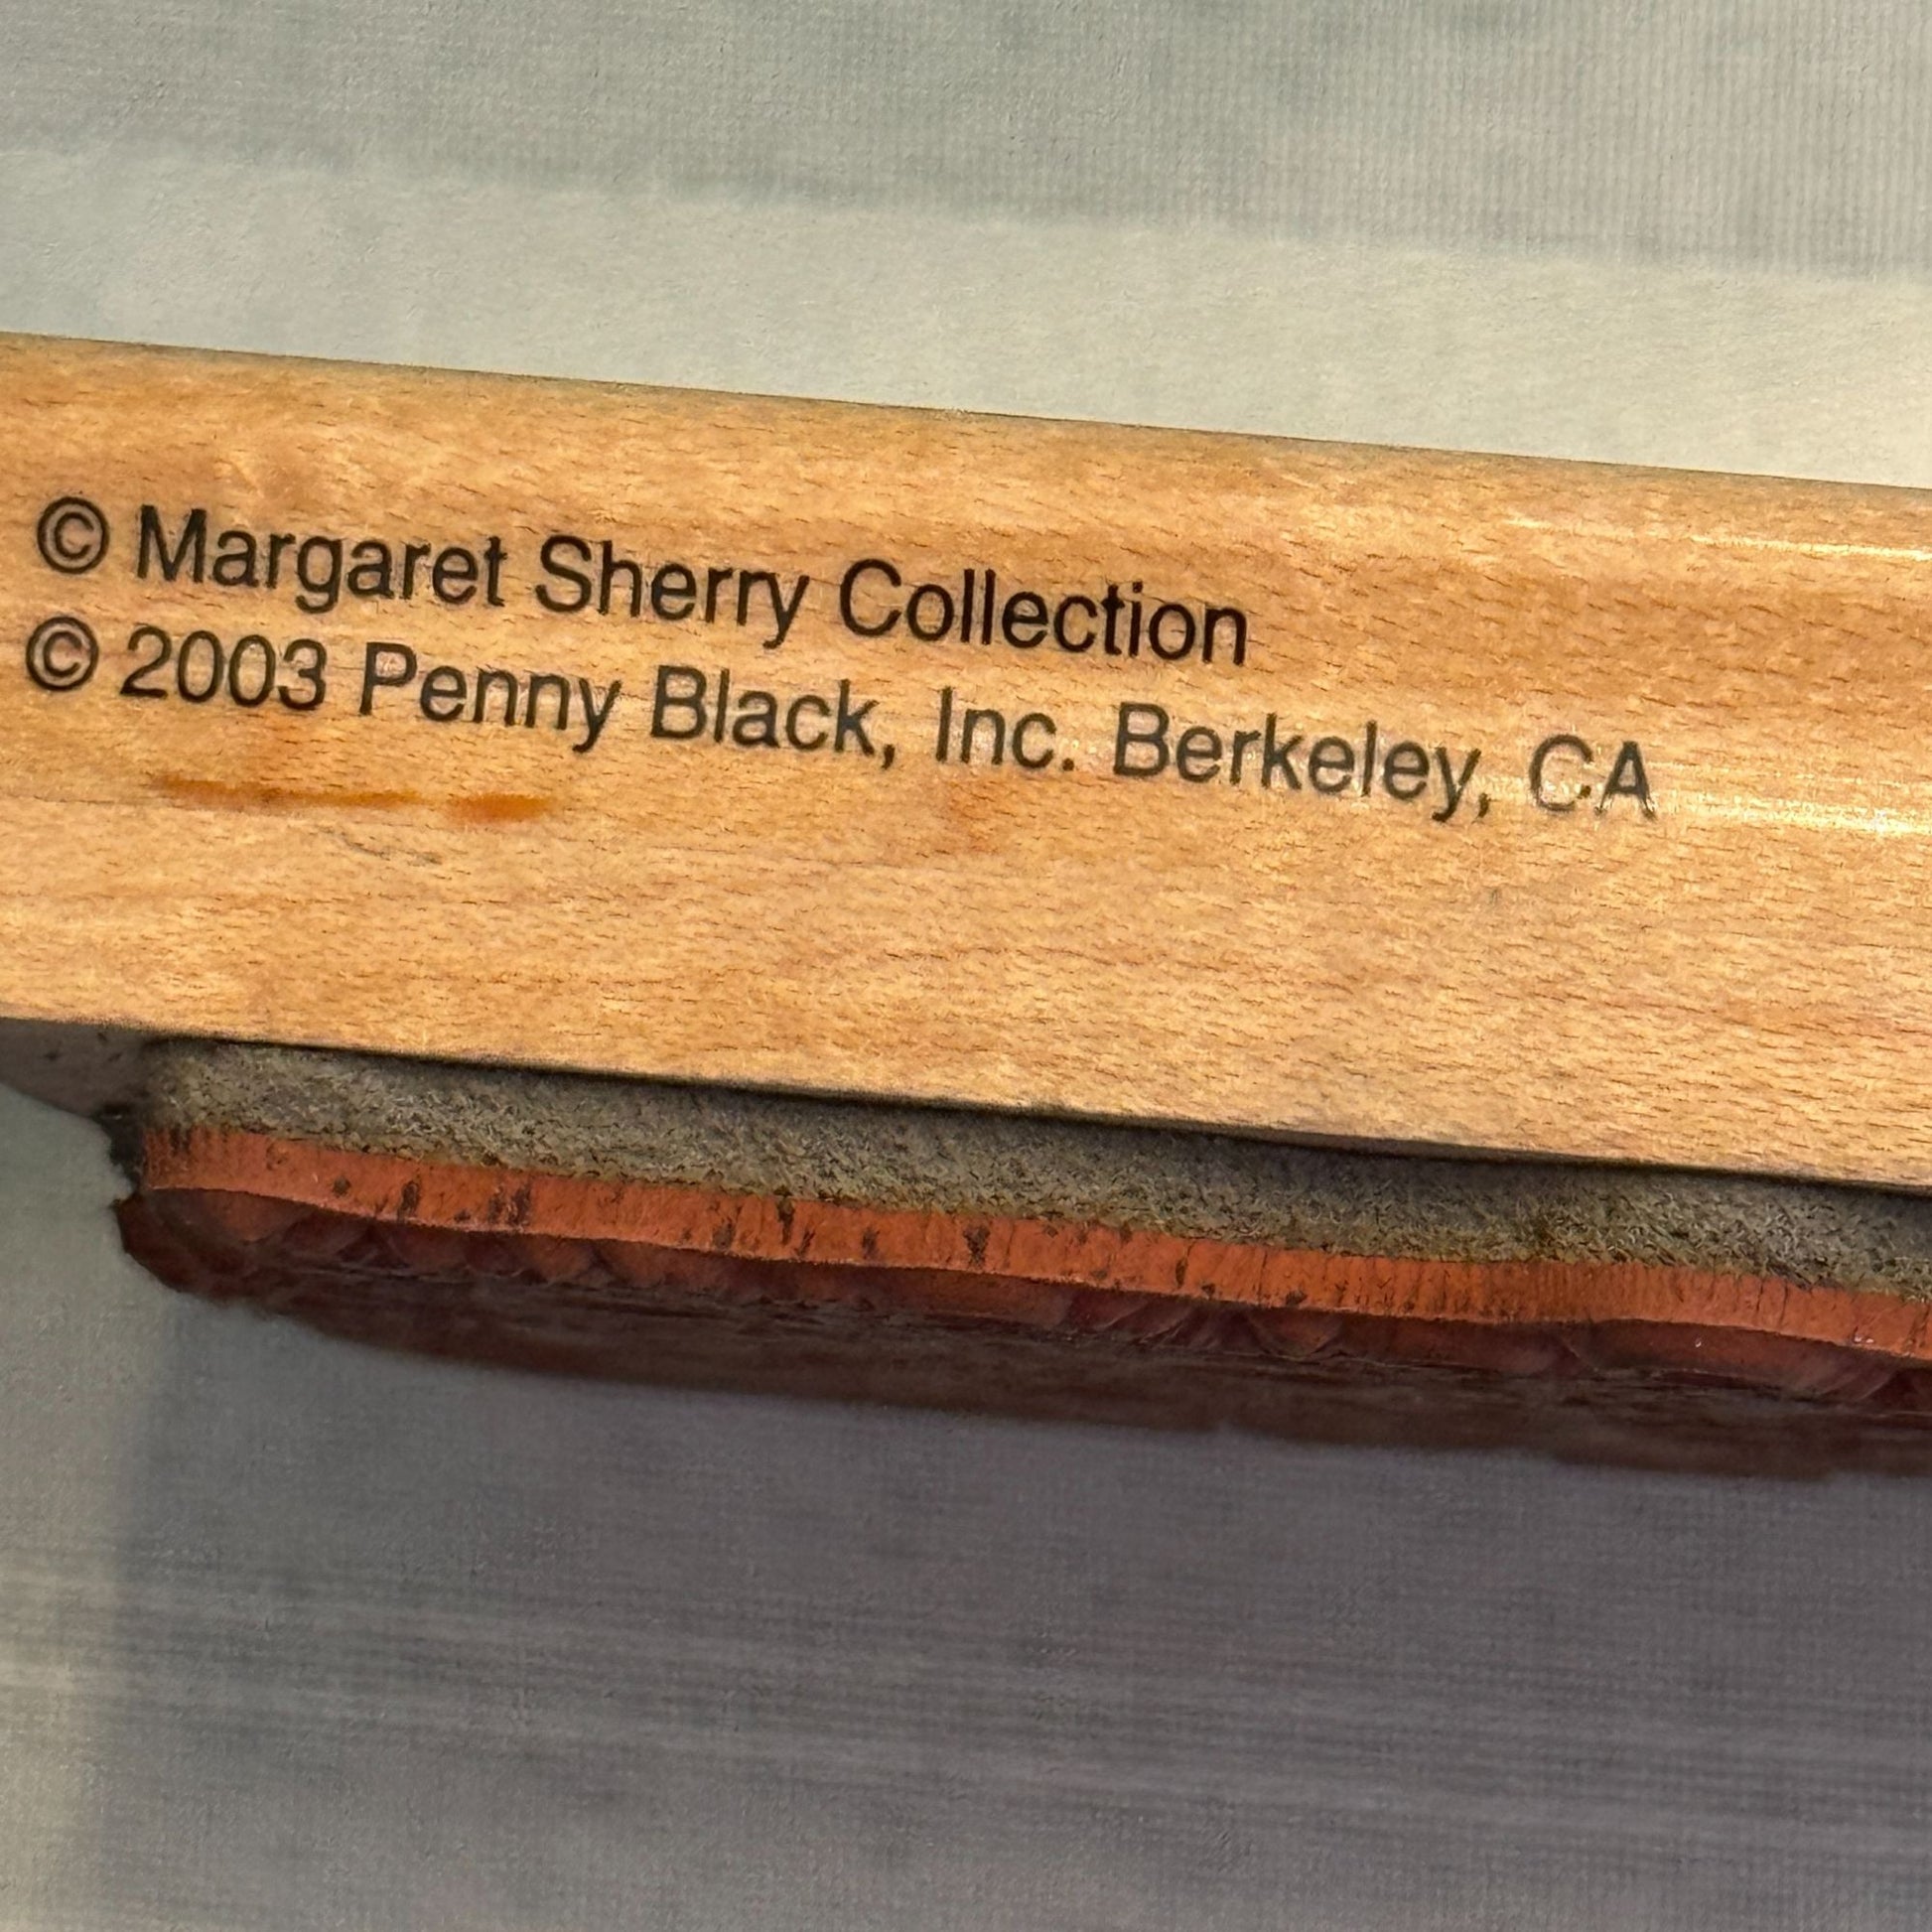 © Margaret Sherry Collection
© 2003 Penny Black, Inc. Berkeley, CA